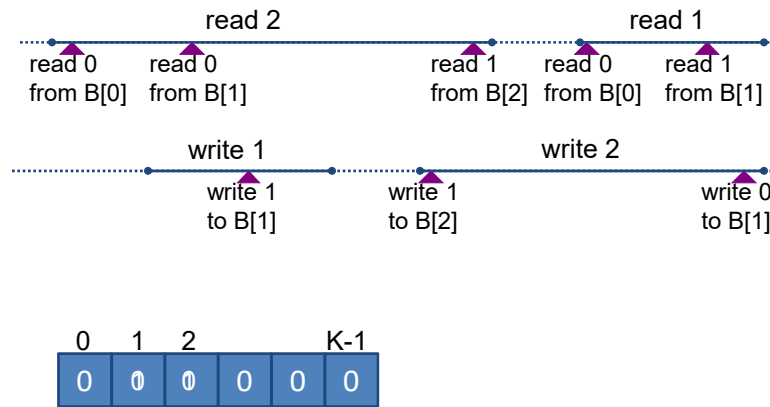 read 2
read 1
read 0
from B[0]
read 0
from B[1]
read 1
from B[2]
read 0
from B[0]
read 1
from B[1]
write 1
write 2
write 1
to B[1]
write 1
to B[2]
write 0
to B[1]
0 1 2 K-1
0 0 0 0